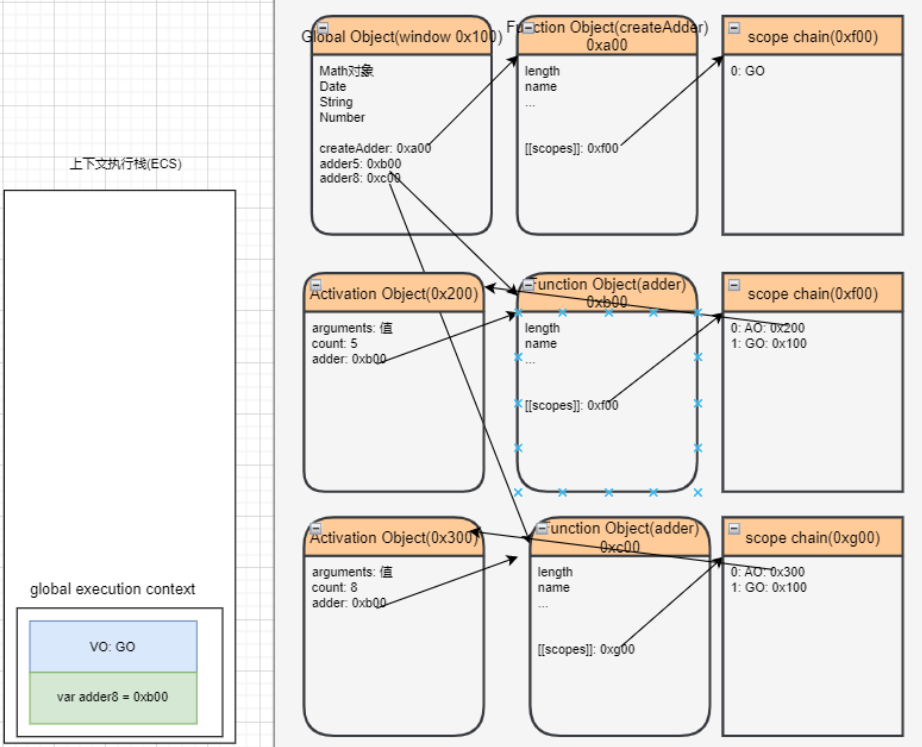 上下文执行栈(ECS)
global execution context
VO: GO
var adder8 = 0xb00
Global Object(window 0x100)
Math对象
Date
String
Number
createAdder: 0xa00
adder5: 0xb00
adder8: 0xc00
Function Object(createAdder)
0xa00
length
name
...
[[scopes]]: 0xf00
scope chain(0xf00)
0: GO
Activation Object(0x200)
arguments: 值
count: 5
adder: 0xb00
Function Object(adder)
0xb00
length
name
...
[[scopes]]: 0xf00
scope chain(0xf00)
0: AO: 0x200
1: GO: 0x100
Activation Object(0x300)
arguments: 值
count: 8
adder: 0xb00
Function Object(adder)
0xc00
length
name
...
[[scopes]]: 0xg00
scope chain(0xg00)
0: AO: 0x300
1: GO: 0x100